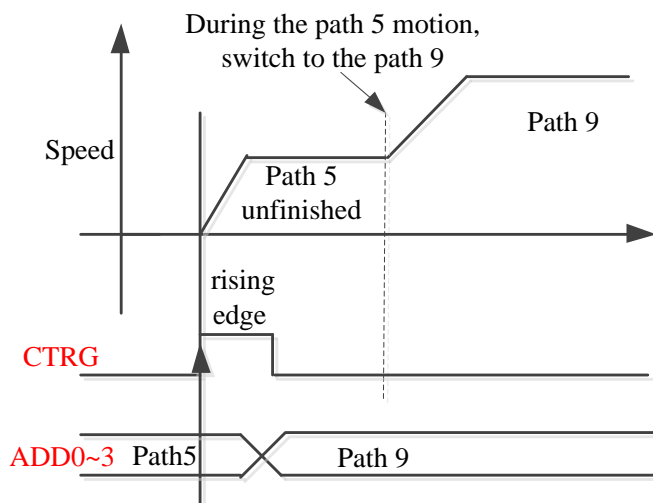 During the path 5 motion,
switch to the path 9
Speed
Path 9
Path 5
unfinished
rising
edge
CTRG
ADD0~3
Path5
Path 9